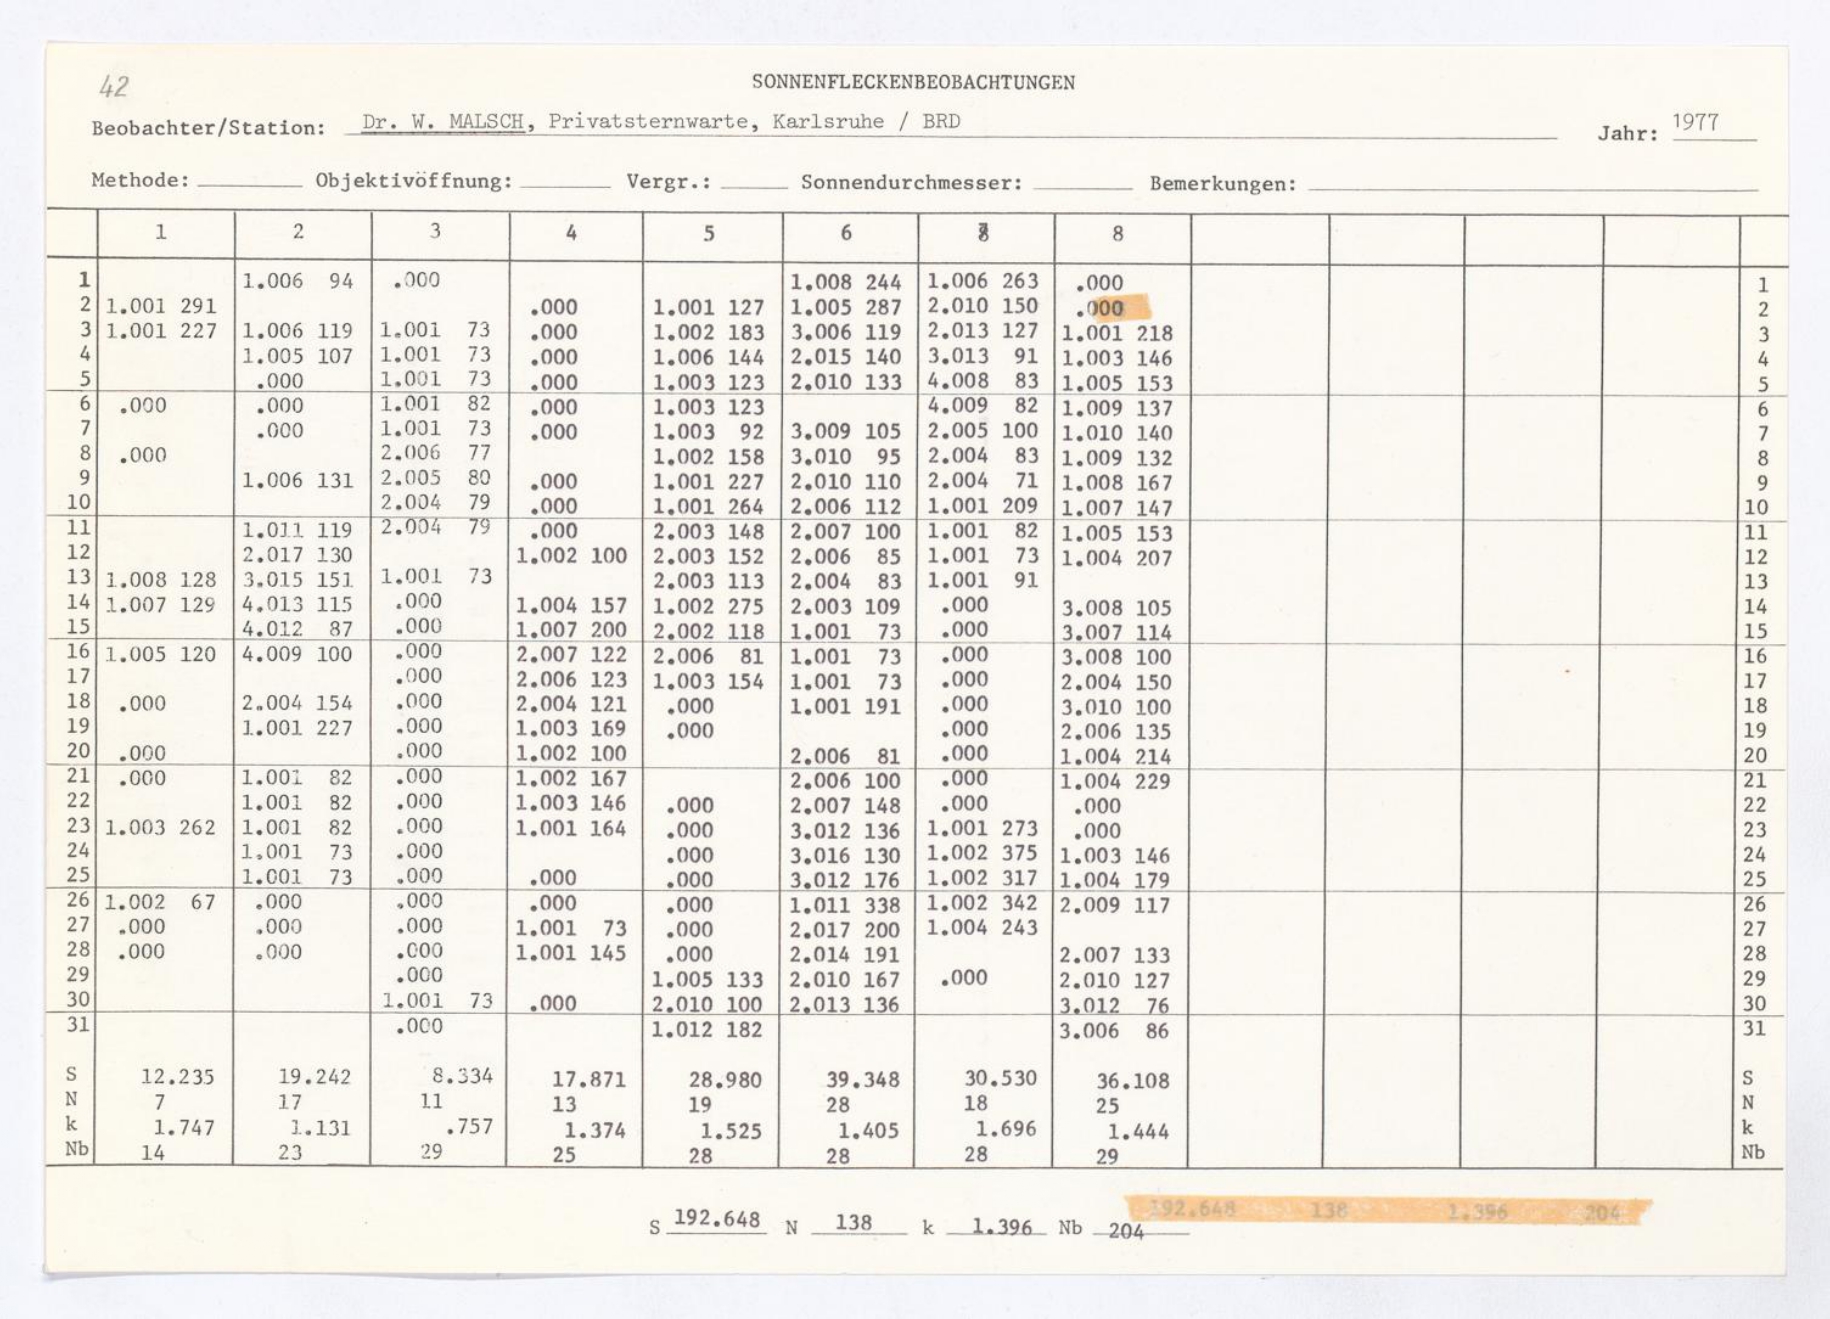 42
SONNENFLECKENBEOBACHTUNGEN
Beobachter/Station: Dr. W. MALSCH, Privatsternwarte, Karlsruhe / BRD Jahr: 1977
Methode: Objektivöffnung: Vergr.: Sonnendurchmesser: Bemerkungen:
1 2 3 4 5 6 8 8
1 1.006 94 .000 1.008 244 1.006 263 .000 1
2 1.001 291 .000 1.001 127 1.005 287 2.010 150 .000 2
3 1.001 227 1.006 119 1.001 73 .000 1.002 183 3.006 119 2.013 127 1.001 218 3
4 1.005 107 1.001 73 .000 1.006 144 2.015 140 3.013 91 1.003 146 4
5 .000 1.001 73 .000 1.003 123 2.010 133 4.008 83 1.005 153 5
6 .000 .000 1.001 82 .000 1.003 123 4.009 82 1.009 137 6
7 .000 1.001 73 .000 1.003 92 3.009 105 2.005 100 1.010 140 7
8 .000 2.006 77 1.002 158 3.010 95 2.004 83 1.009 132 8
9 1.006 131 2.005 80 .000 1.001 227 2.010 110 2.004 71 1.008 167 9
10 2.004 79 .000 1.001 264 2.006 112 1.001 209 1.007 147 10
11 1.011 119 2.004 79 .000 2.003 148 2.007 100 1.001 82 1.005 153 11
12 2.017 130 1.002 100 2.003 152 2.006 85 1.001 73 1.004 207 12
13 1.008 128 3.015 151 1.001 73 2.003 113 2.004 83 1.001 91 13
14 1.007 129 4.013 115 .000 1.004 157 1.002 275 2.003 109 .000 3.008 105 14
15 4.012 87 .000 1.007 200 2.002 118 1.001 73 .000 3.007 114 15
16 1.005 120 4.009 100 .000 2.007 122 2.006 81 1.001 73 .000 3.008 100 16
17 .000 2.006 123 1.003 154 1.001 73 .000 2.004 150 17
18 .000 2.004 154 .000 2.004 121 .000 1.001 191 .000 3.010 100 18
19 1.001 227 .000 1.003 169 .000 .000 2.006 135 19
20 .000 .000 1.002 100 2.006 81 .000 1.004 214 20
21 .000 1.001 82 .000 1.002 167 2.006 100 .000 1.004 229 21
22 1.001 82 .000 1.003 146 .000 2.007 148 .000 .000 22
23 1.003 262 1.001 82 .000 1.001 164 .000 3.012 136 1.001 273 .000 23
24 1.001 73 .000 .000 3.016 130 1.002 375 1.003 146 24
25 1.001 73 .000 .000 .000 3.012 176 1.002 317 1.004 179 25
26 1.002 67 .000 .000 .000 .000 1.011 338 1.002 342 2.009 117 26
27 .000 .000 .000 1.001 73 .000 2.017 200 1.004 243 27
28 .000 .000 .000 1.001 145 .000 2.014 191 2.007 133 28
29 .000 1.005 133 2.010 167 .000 2.010 127 29
30 1.001 73 .000 2.010 100 2.013 136 3.012 76 30
31 .000 1.012 182 3.006 86 31
S 12.235 19.242 8.334 17.871 28.980 39.348 30.530 36.108 S
N 7 17 11 13 19 28 18 25 N
k 1.747 1.131 .757 1.374 1.525 1.405 1.696 1.444 k
Nb 14 23 29 25 28 28 28 29 Nb
192.648 138 1.396 204
S 192.648 N 138 k 1.396 Nb 204